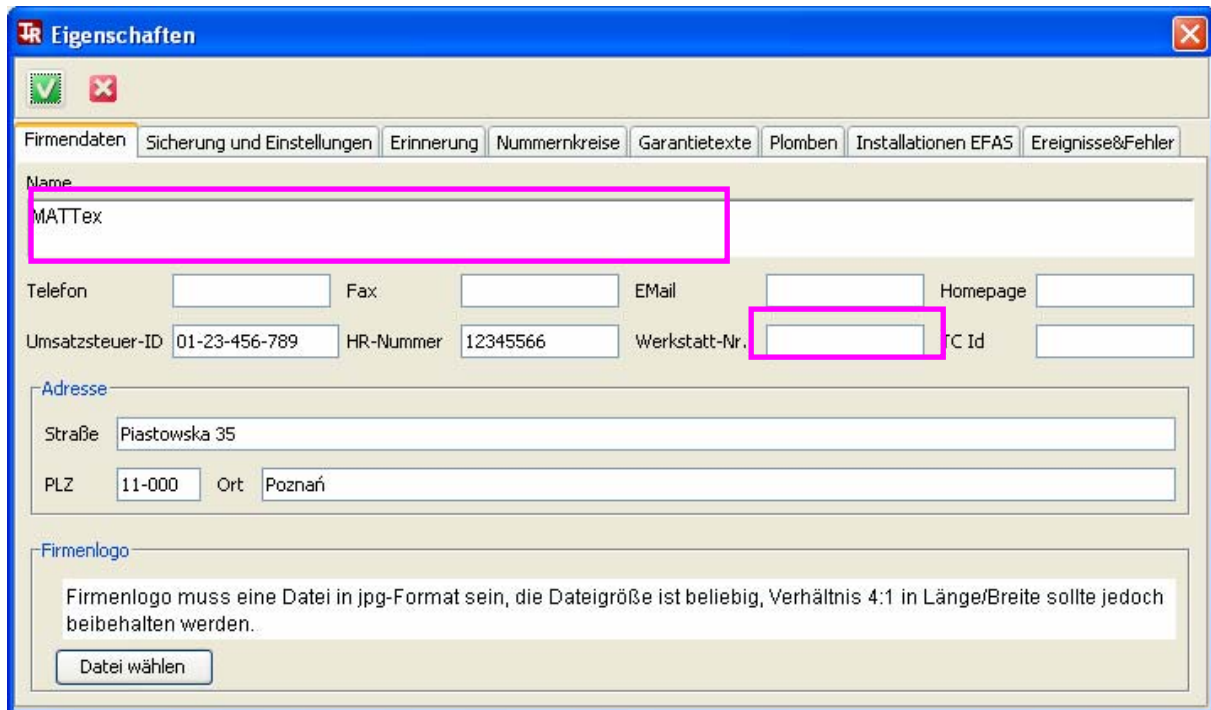 TR Eigenschaften
Firmendaten Sicherung und Einstellungen Erinnerung Nummernkreise Garantietexte Plomben Installationen EFAS Ereignisse&Fehler
Name
MATTex
Telefon Fax EMail Homepage
Umsatzsteuer-ID 01-23-456-789 HR-Nummer 12345566 Werkstatt-Nr. TC Id
Adresse
Straße Piastowska 35
PLZ 11-000 Ort Poznań
Firmenlogo
Firmenlogo muss eine Datei in jpg-Format sein, die Dateigröße ist beliebig, Verhältnis 4:1 in Länge/Breite sollte jedoch
beibehalten werden.
Datei wählen